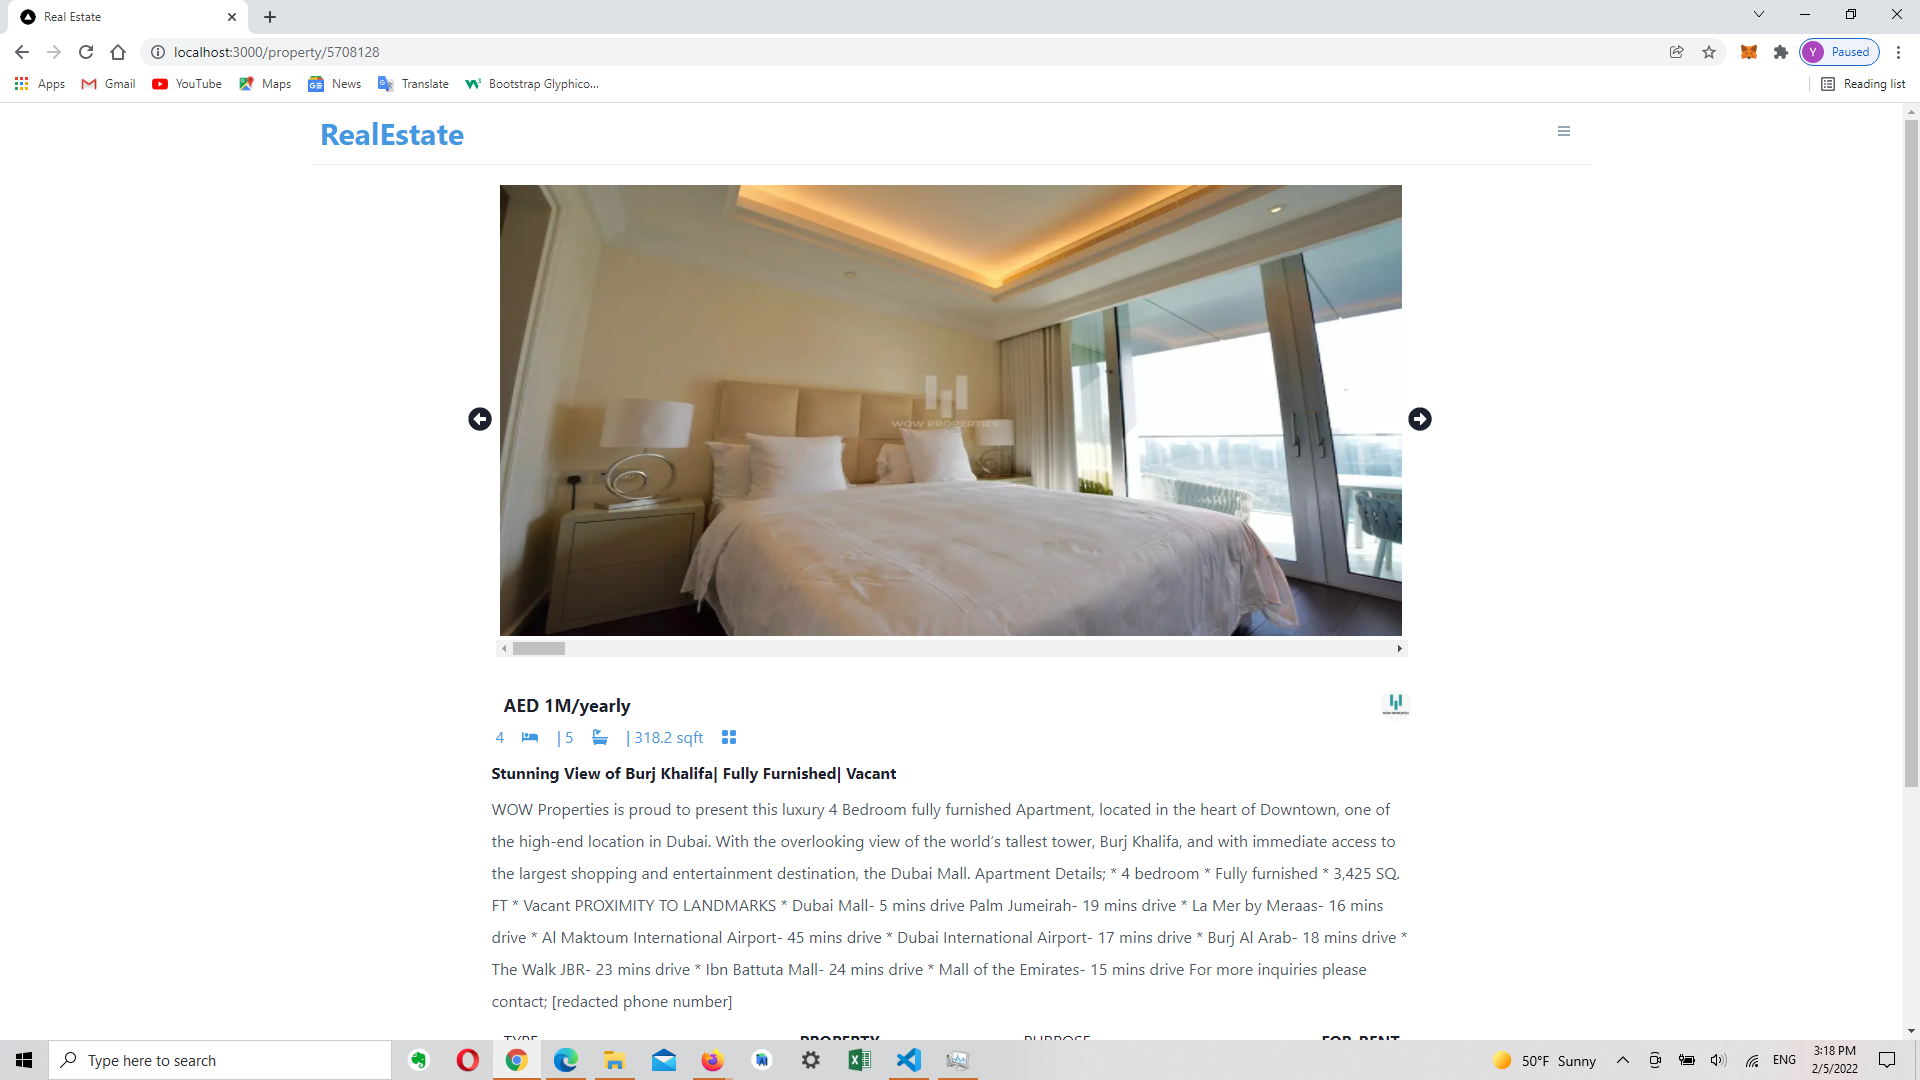 Real Estate
localhost:3000/property/5708128
Y Paused
Apps Gmail YouTube Maps News Translate Bootstrap Glyphico... Reading list
RealEstate
WOW PROPERTIES
AED 1M/yearly
4 | 5 | 318.2 sqft
Stunning View of Burj Khalifa| Fully Furnished| Vacant
WOW Properties is proud to present this luxury 4 Bedroom fully furnished Apartment, located in the heart of Downtown, one of
the high-end location in Dubai. With the overlooking view of the world’s tallest tower, Burj Khalifa, and with immediate access to
the largest shopping and entertainment destination, the Dubai Mall. Apartment Details; * 4 bedroom * Fully furnished * 3,425 SQ.
FT * Vacant PROXIMITY TO LANDMARKS * Dubai Mall- 5 mins drive Palm Jumeirah- 19 mins drive * La Mer by Meraas- 16 mins
drive * Al Maktoum International Airport- 45 mins drive * Dubai International Airport- 17 mins drive * Burj Al Arab- 18 mins drive *
The Walk JBR- 23 mins drive * Ibn Battuta Mall- 24 mins drive * Mall of the Emirates- 15 mins drive For more inquiries please
contact; [redacted phone number]
TYPE PROPERTY PURPOSE FOR-RENT
Type here to search
50°F Sunny
ENG
3:18 PM
2/5/2022